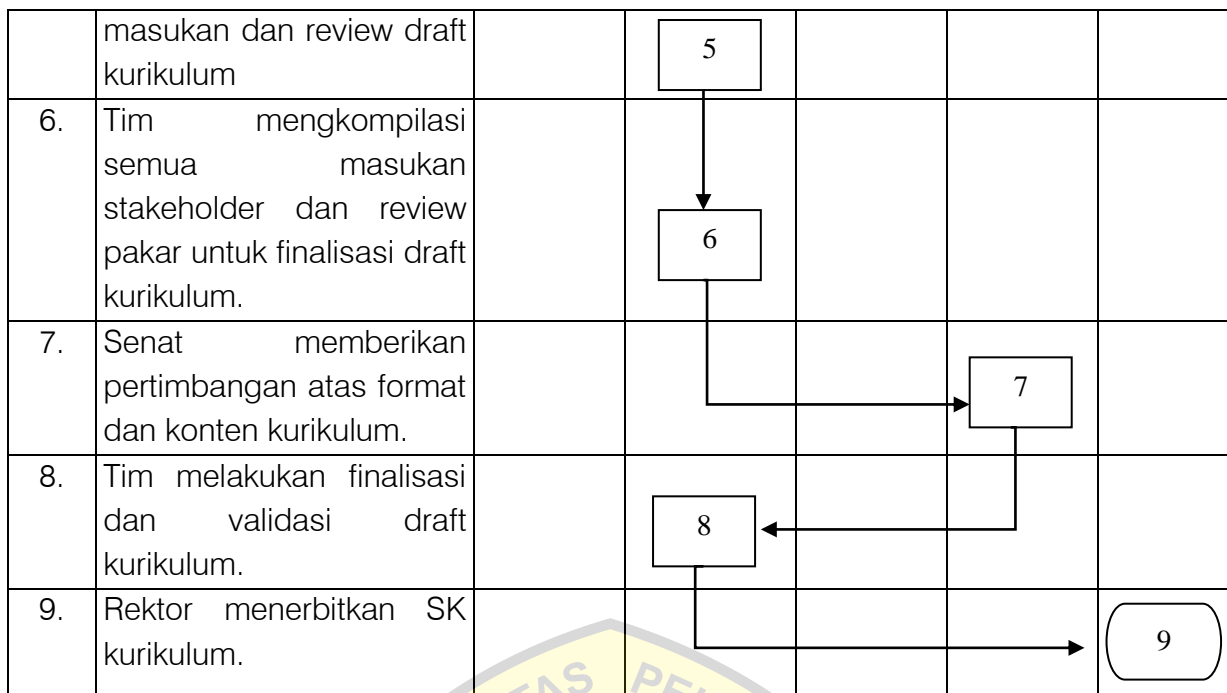 masukan dan review draft
kurikulum
5
6. Tim mengkompilasi
semua masukan
stakeholder dan review
pakar untuk finalisasi draft
kurikulum.
6
7. Senat memberikan
pertimbangan atas format
dan konten kurikulum.
7
8. Tim melakukan finalisasi
dan validasi draft
kurikulum.
8
9. Rektor menerbitkan SK
kurikulum.
9